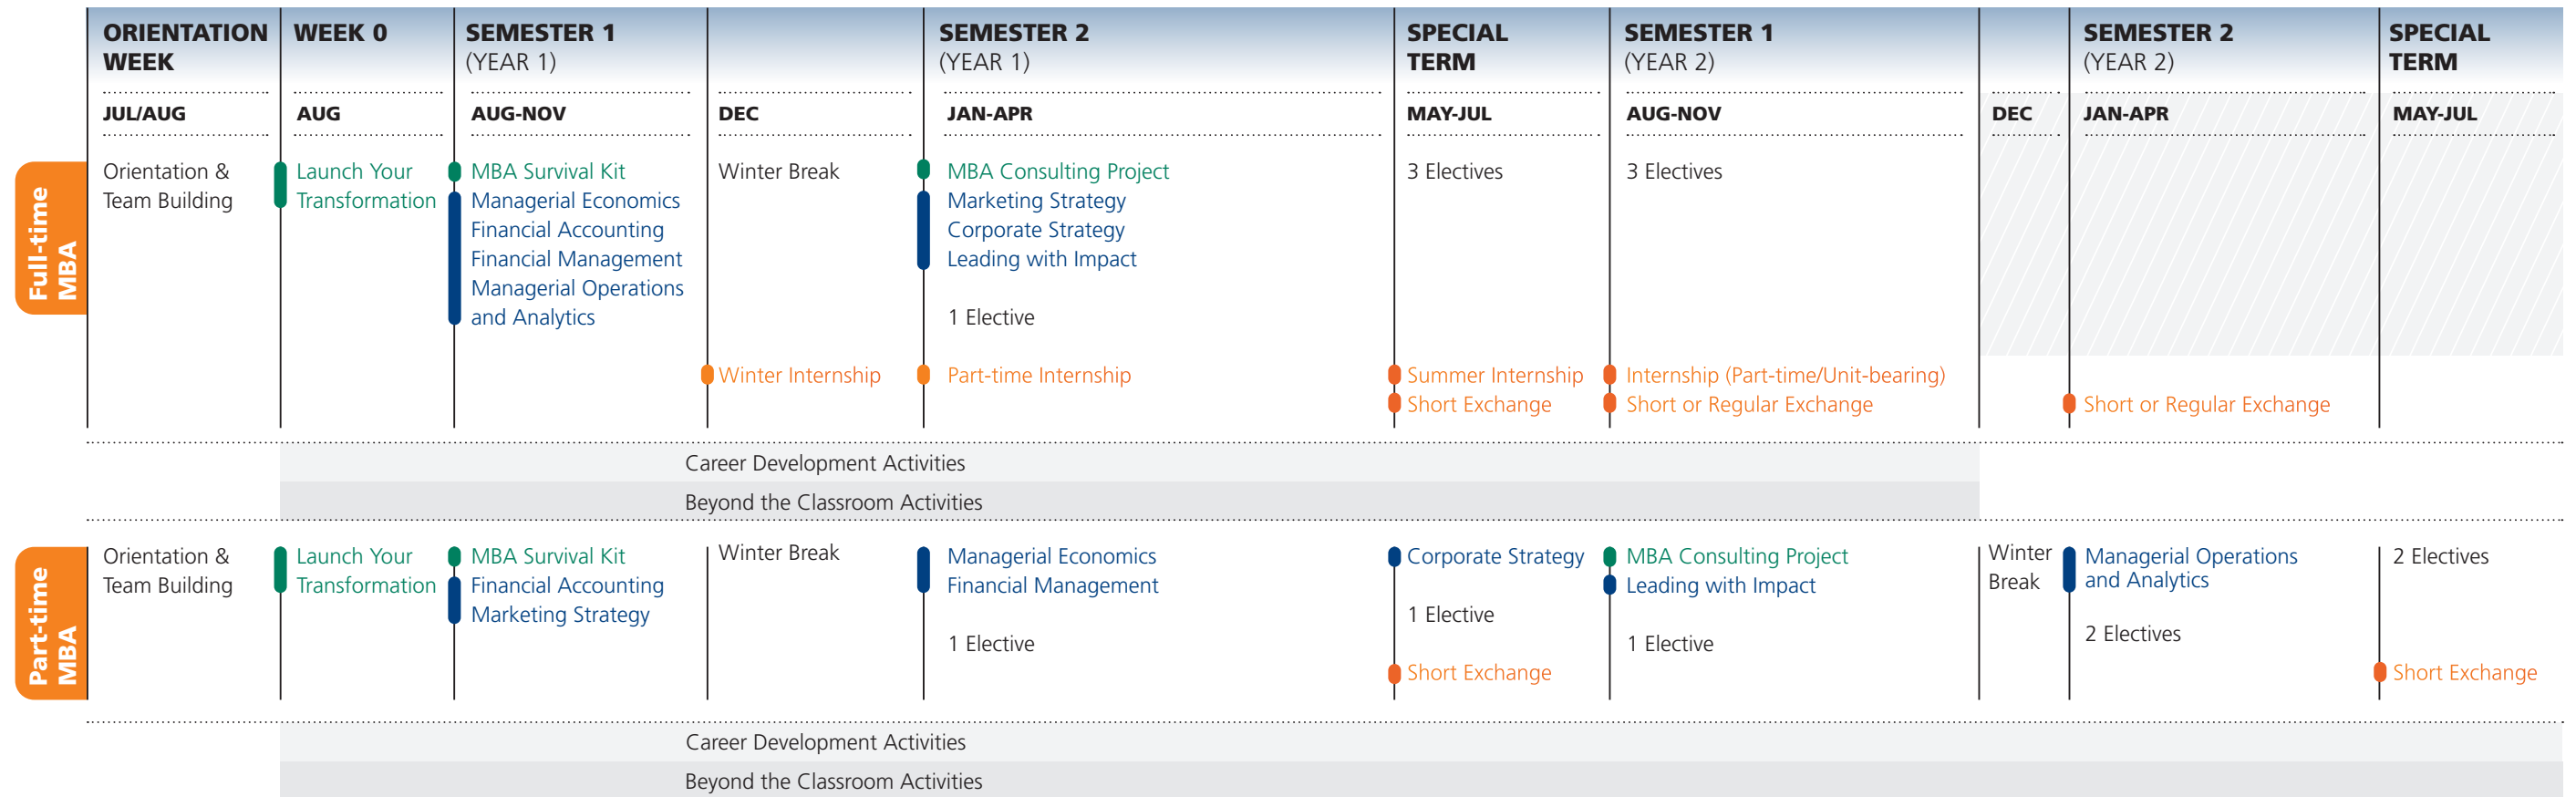 ORIENTATION
WEEK
WEEK 0
SEMESTER 1
(YEAR 1)
SEMESTER 2
(YEAR 1)
SPECIAL
TERM
SEMESTER 1
(YEAR 2)
SEMESTER 2
(YEAR 2)
SPECIAL
TERM
JUL/AUG
AUG
AUG-NOV
DEC
JAN-APR
MAY-JUL
AUG-NOV
DEC
JAN-APR
MAY-JUL
Full-time
MBA
Orientation &
Team Building
Launch Your
Transformation
MBA Survival Kit
Managerial Economics
Financial Accounting
Financial Management
Managerial Operations
and Analytics
Winter Break
Winter Internship
MBA Consulting Project
Marketing Strategy
Corporate Strategy
Leading with Impact
1 Elective
Part-time Internship
3 Electives
Summer Internship
Short Exchange
3 Electives
Internship (Part-time/Unit-bearing)
Short or Regular Exchange
Short or Regular Exchange
Career Development Activities
Beyond the Classroom Activities
Part-time
MBA
Orientation &
Team Building
Launch Your
Transformation
MBA Survival Kit
Financial Accounting
Marketing Strategy
Winter Break
Managerial Economics
Financial Management
1 Elective
Corporate Strategy
1 Elective
Short Exchange
MBA Consulting Project
Leading with Impact
1 Elective
Winter
Break
Managerial Operations
and Analytics
2 Electives
2 Electives
Short Exchange
Career Development Activities
Beyond the Classroom Activities